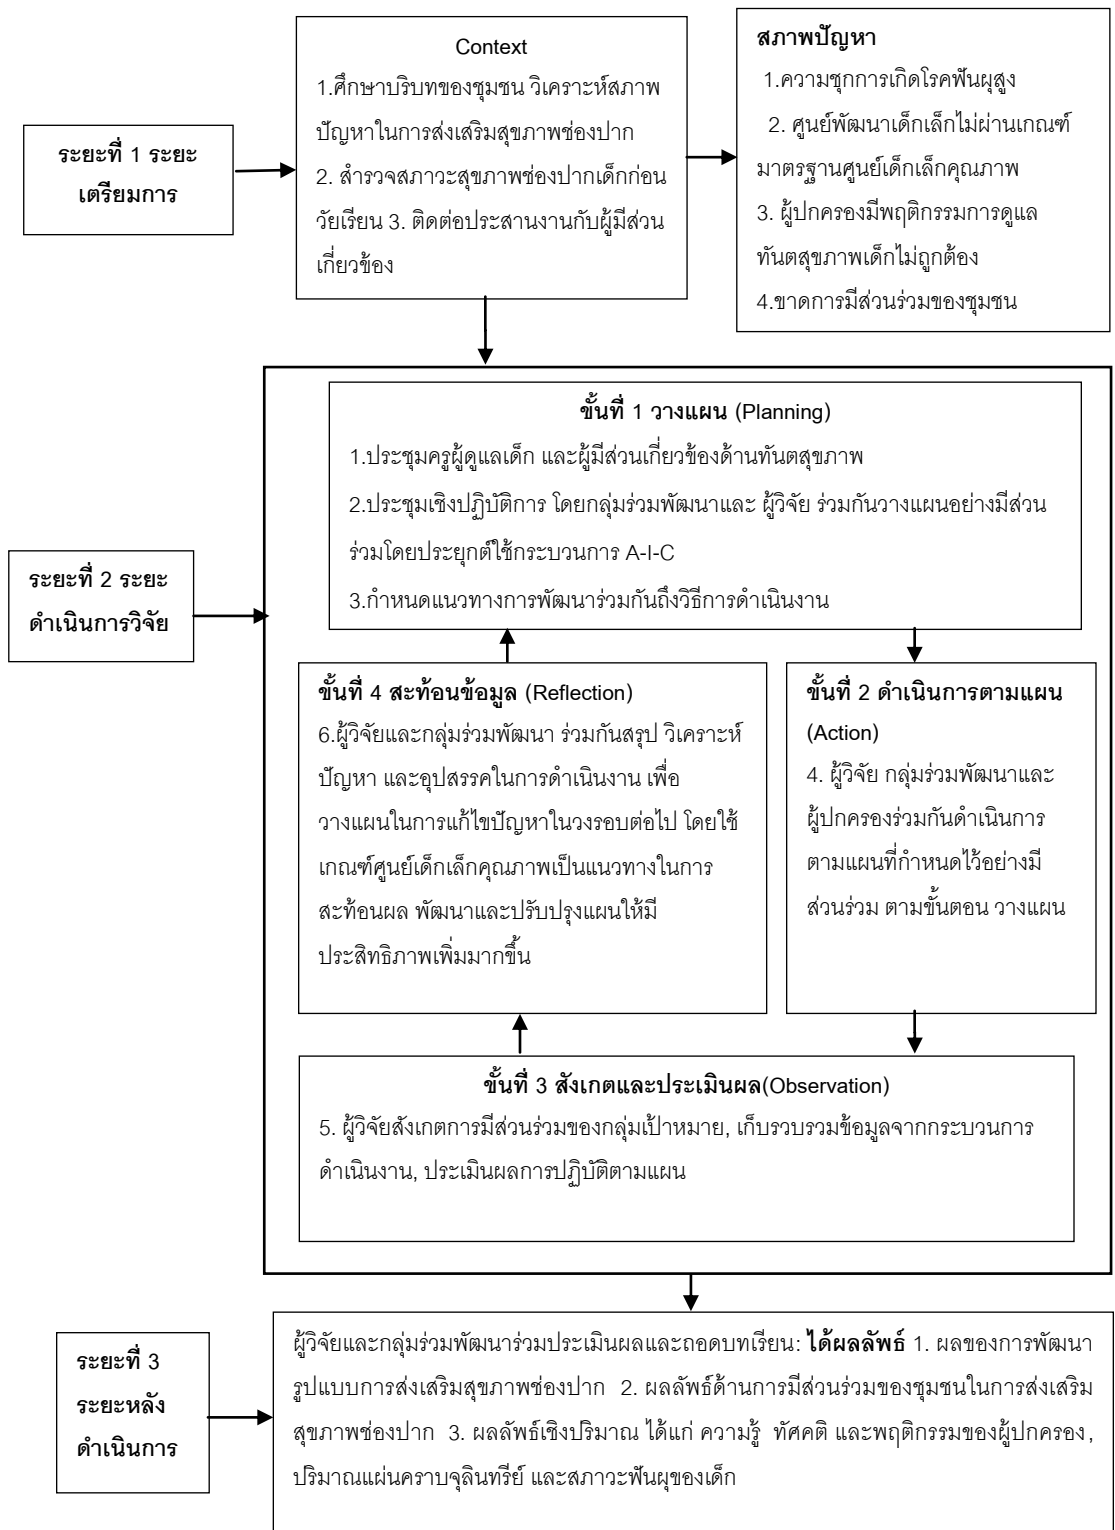 ระยะที่ 1 ระยะ
เตรียมการ
Context
1.ศึกษาบริบทของชุมชน วิเคราะห์สภาพ
ปัญหาในการส่งเสริมสุขภาพช่องปาก
2. สำรวจสภาวะสุขภาพช่องปากเด็กก่อน
วัยเรียน 3. ติดต่อประสานงานกับผู้มีส่วน
เกี่ยวข้อง
สภาพปัญหา
1.ความชุกการเกิดโรคฟันผุสูง
2. ศูนย์พัฒนาเด็กเล็กไม่ผ่านเกณฑ์
มาตรฐานศูนย์เด็กเล็กคุณภาพ
3. ผู้ปกครองมีพฤติกรรมการดูแล
ทันตสุขภาพเด็กไม่ถูกต้อง
4.ขาดการมีส่วนร่วมของชุมชน
ระยะที่ 2 ระยะ
ดำเนินการวิจัย
ขั้นที่ 1 วางแผน (Planning)
1.ประชุมครูผู้ดูแลเด็ก และผู้มีส่วนเกี่ยวข้องด้านทันตสุขภาพ
2.ประชุมเชิงปฏิบัติการ โดยกลุ่มร่วมพัฒนาและ ผู้วิจัย ร่วมกันวางแผนอย่างมีส่วน
ร่วมโดยประยุกต์ใช้กระบวนการ A-I-C
3.กำหนดแนวทางการพัฒนาร่วมกันถึงวิธีการดำเนินงาน
ขั้นที่ 4 สะท้อนข้อมูล (Reflection)
6.ผู้วิจัยและกลุ่มร่วมพัฒนา ร่วมกันสรุป วิเคราะห์
ปัญหา และอุปสรรคในการดำเนินงาน เพื่อ
วางแผนในการแก้ไขปัญหาในวงรอบต่อไป โดยใช้
เกณฑ์ศูนย์เด็กเล็กคุณภาพเป็นแนวทางในการ
สะท้อนผล พัฒนาและปรับปรุงแผนให้มี
ประสิทธิภาพเพิ่มมากขึ้น
ขั้นที่ 2 ดำเนินการตามแผน
(Action)
4. ผู้วิจัย กลุ่มร่วมพัฒนาและ
ผู้ปกครองร่วมกันดำเนินการ
ตามแผนที่กำหนดไว้อย่างมี
ส่วนร่วม ตามขั้นตอน วางแผน
ขั้นที่ 3 สังเกตและประเมินผล(Observation)
5. ผู้วิจัยสังเกตการมีส่วนร่วมของกลุ่มเป้าหมาย, เก็บรวบรวมข้อมูลจากกระบวนการ
ดำเนินงาน, ประเมินผลการปฏิบัติตามแผน
ระยะที่ 3
ระยะหลัง
ดำเนินการ
ผู้วิจัยและกลุ่มร่วมพัฒนาร่วมประเมินผลและถอดบทเรียน: ได้ผลลัพธ์ 1. ผลของการพัฒนา
รูปแบบการส่งเสริมสุขภาพช่องปาก 2. ผลลัพธ์ด้านการมีส่วนร่วมของชุมชนในการส่งเสริม
สุขภาพช่องปาก 3. ผลลัพธ์เชิงปริมาณ ได้แก่ ความรู้ ทัศคติ และพฤติกรรมของผู้ปกครอง,
ปริมาณแผ่นคราบจุลินทรีย์ และสภาวะฟันผุของเด็ก